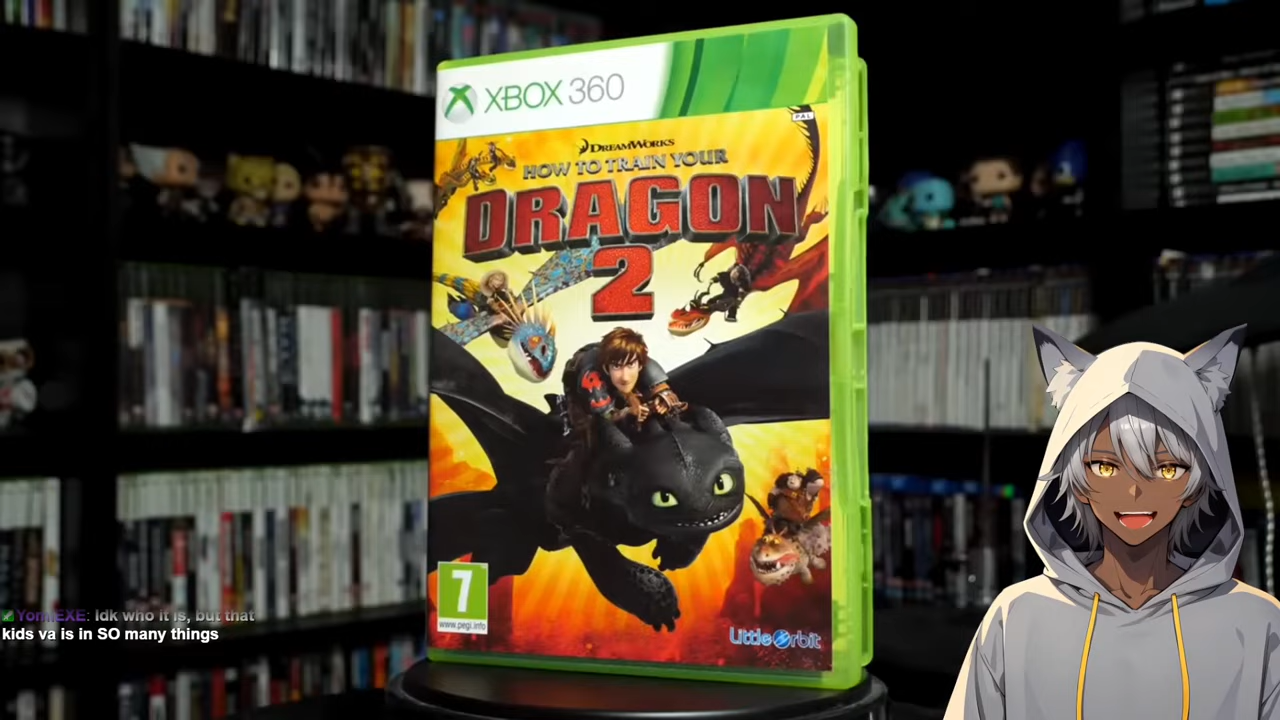 XBOX 360
PAL
DREAMWORKS
HOW TO TRAIN YOUR
DRAGON
2
7
www.pegi.info
Little Orbit
YomiEXE: Idk who it is, but that
kids va is in SO many things